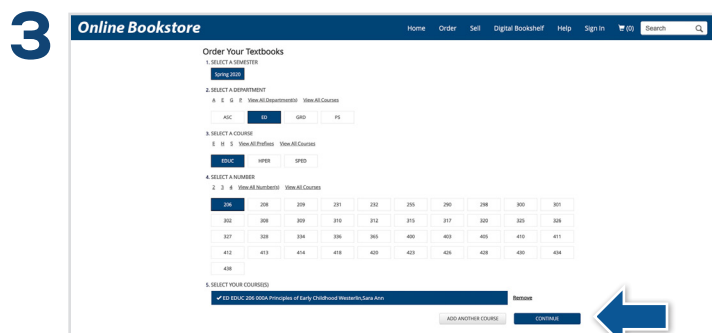 3
Online Bookstore Home Order Sell Digital Bookshelf Help Sign In (0) Search
Order Your Textbooks
1. SELECT A SEMESTER
Spring 2020
2. SELECT A DEPARTMENT
A E G P View All Department(s) View All Courses
ASC ED GRD PS
3. SELECT A COURSE
E H S View All Prefixes View All Courses
EDUC HPER SPED
4. SELECT A NUMBER
2 3 4 View All Number(s) View All Courses
206 208 209 231 232 255 290 298 300 301
302 308 309 310 312 315 317 320 325 326
327 328 334 336 365 400 403 405 410 411
412 413 414 418 420 423 426 428 430 434
438
5. SELECT YOUR COURSE(S)
✔ ED EDUC 206 000A Principles of Early Childhood Westerlin,Sara Ann Remove
ADD ANOTHER COURSE CONTINUE